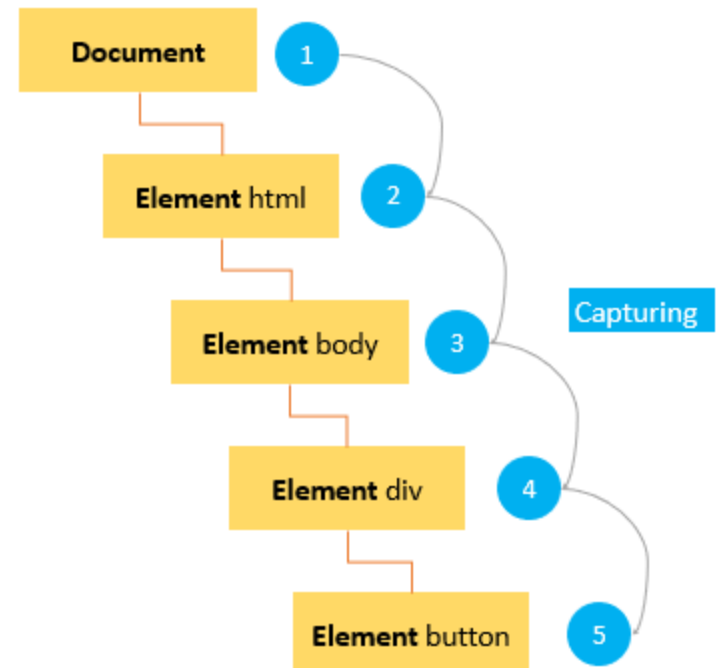 Document 1
Element html 2
Capturing
Element body 3
Element div 4
Element button 5